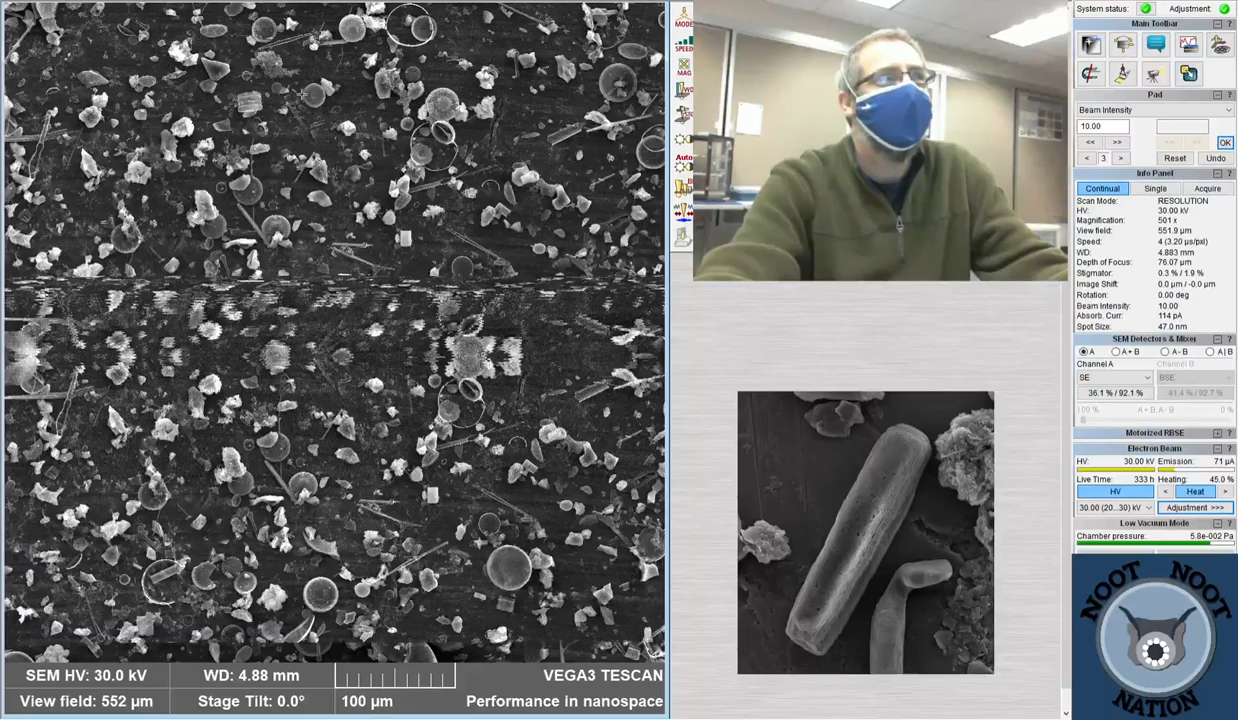 System status: Adjustment:
Main Toolbar
Pad
Beam Intensity
10.00
<< >>
OK
< 3 > Reset Undo
Info Panel
Continual Single Acquire
Scan Mode: RESOLUTION
HV: 30.00 kV
Magnification: 501 x
View field: 551.9 µm
Speed: 4 (3.20 µs/pxl)
WD: 4.883 mm
Depth of Focus: 76.07 µm
Stigmator: 0.3 % / 1.9 %
Image Shift: 0.0 µm / -0.0 µm
Rotation: 0.00 deg
Beam Intensity: 10.00
Absorb. Curr: 114 pA
Spot Size: 47.0 nm
SEM Detectors & Mixer
A A + B A - B A | B
Channel A Channel B
SE BSE
36.1 % / 92.1 % 41.4 % / 92.7 %
100 % A + B, A - B 0 %
Motorized RBSE
Electron Beam
HV: 30.00 kV Emission: 71 µA
Live Time: 333 h Heating: 45.0 %
HV < Heat >
30.00 (20...30) kV Adjustment >>>
Low Vacuum Mode
Chamber pressure: 5.8e-002 Pa
MODE
SPEED
MAG
WD
Auto
NOOT NOOT
NATION
SEM HV: 30.0 kV WD: 4.88 mm VEGA3 TESCAN
View field: 552 µm Stage Tilt: 0.0° 100 µm Performance in nanospace